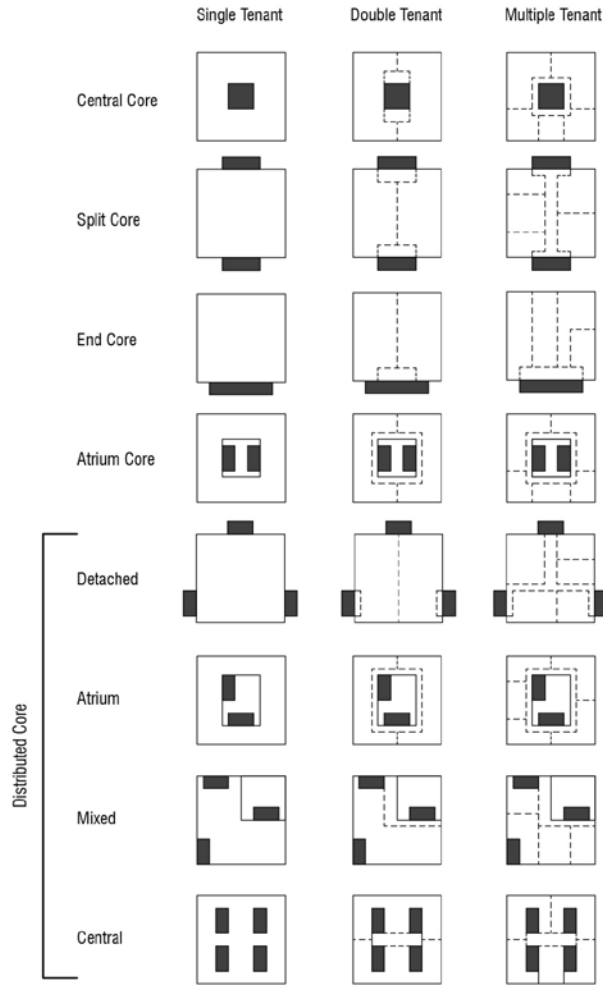 Single Tenant Double Tenant Multiple Tenant
Central Core
Split Core
End Core
Atrium Core
Distributed Core
Detached
Atrium
Mixed
Central